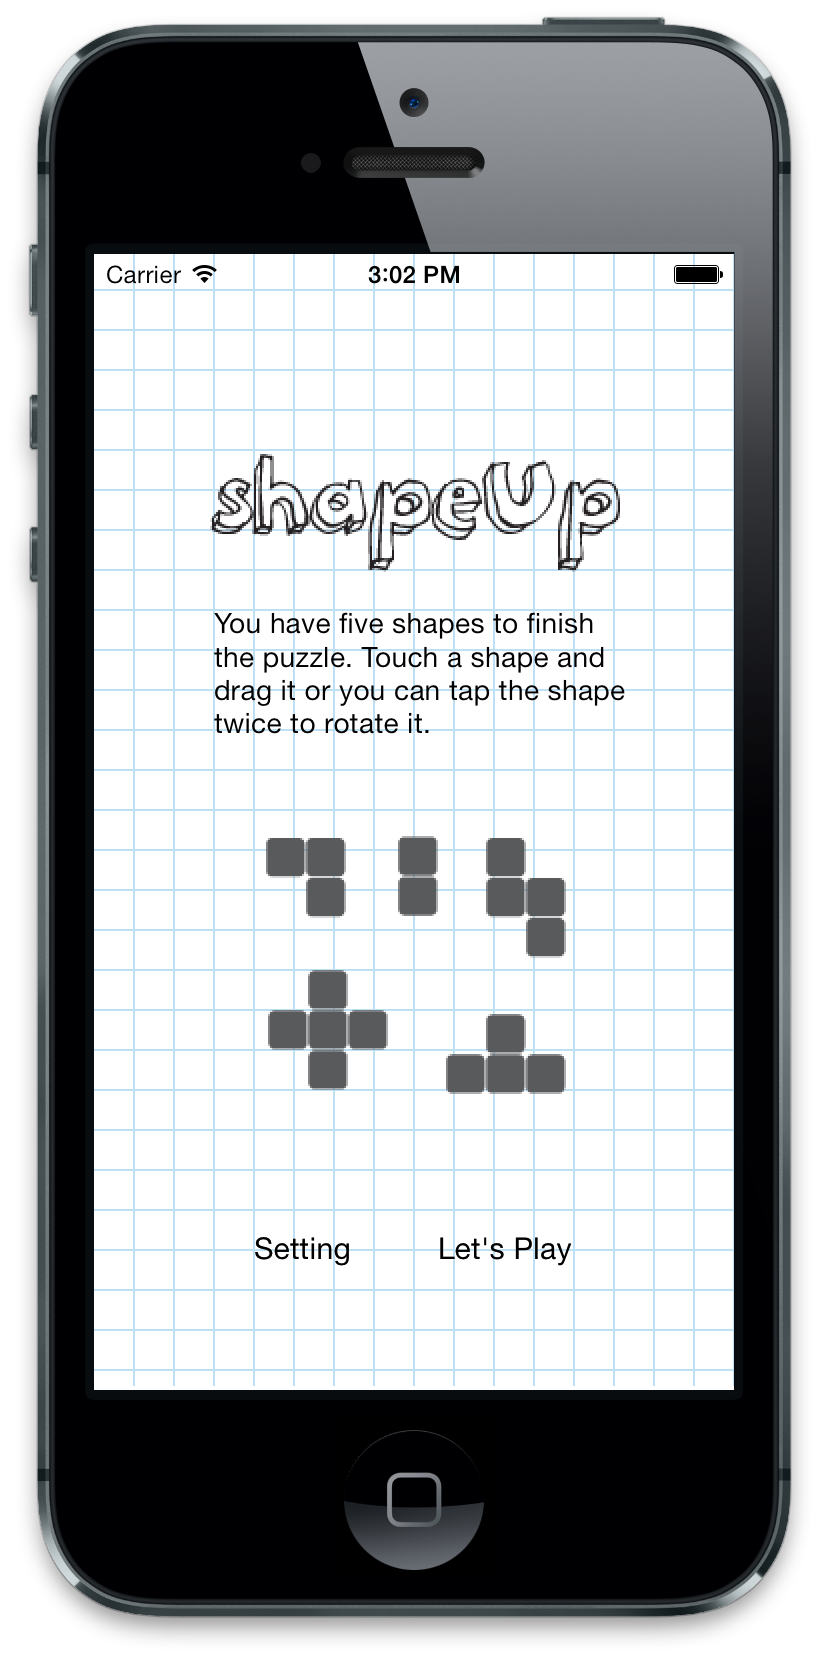 Carrier 3:02 PM
shapeUp
You have five shapes to finish
the puzzle. Touch a shape and
drag it or you can tap the shape
twice to rotate it.
Setting Let's Play